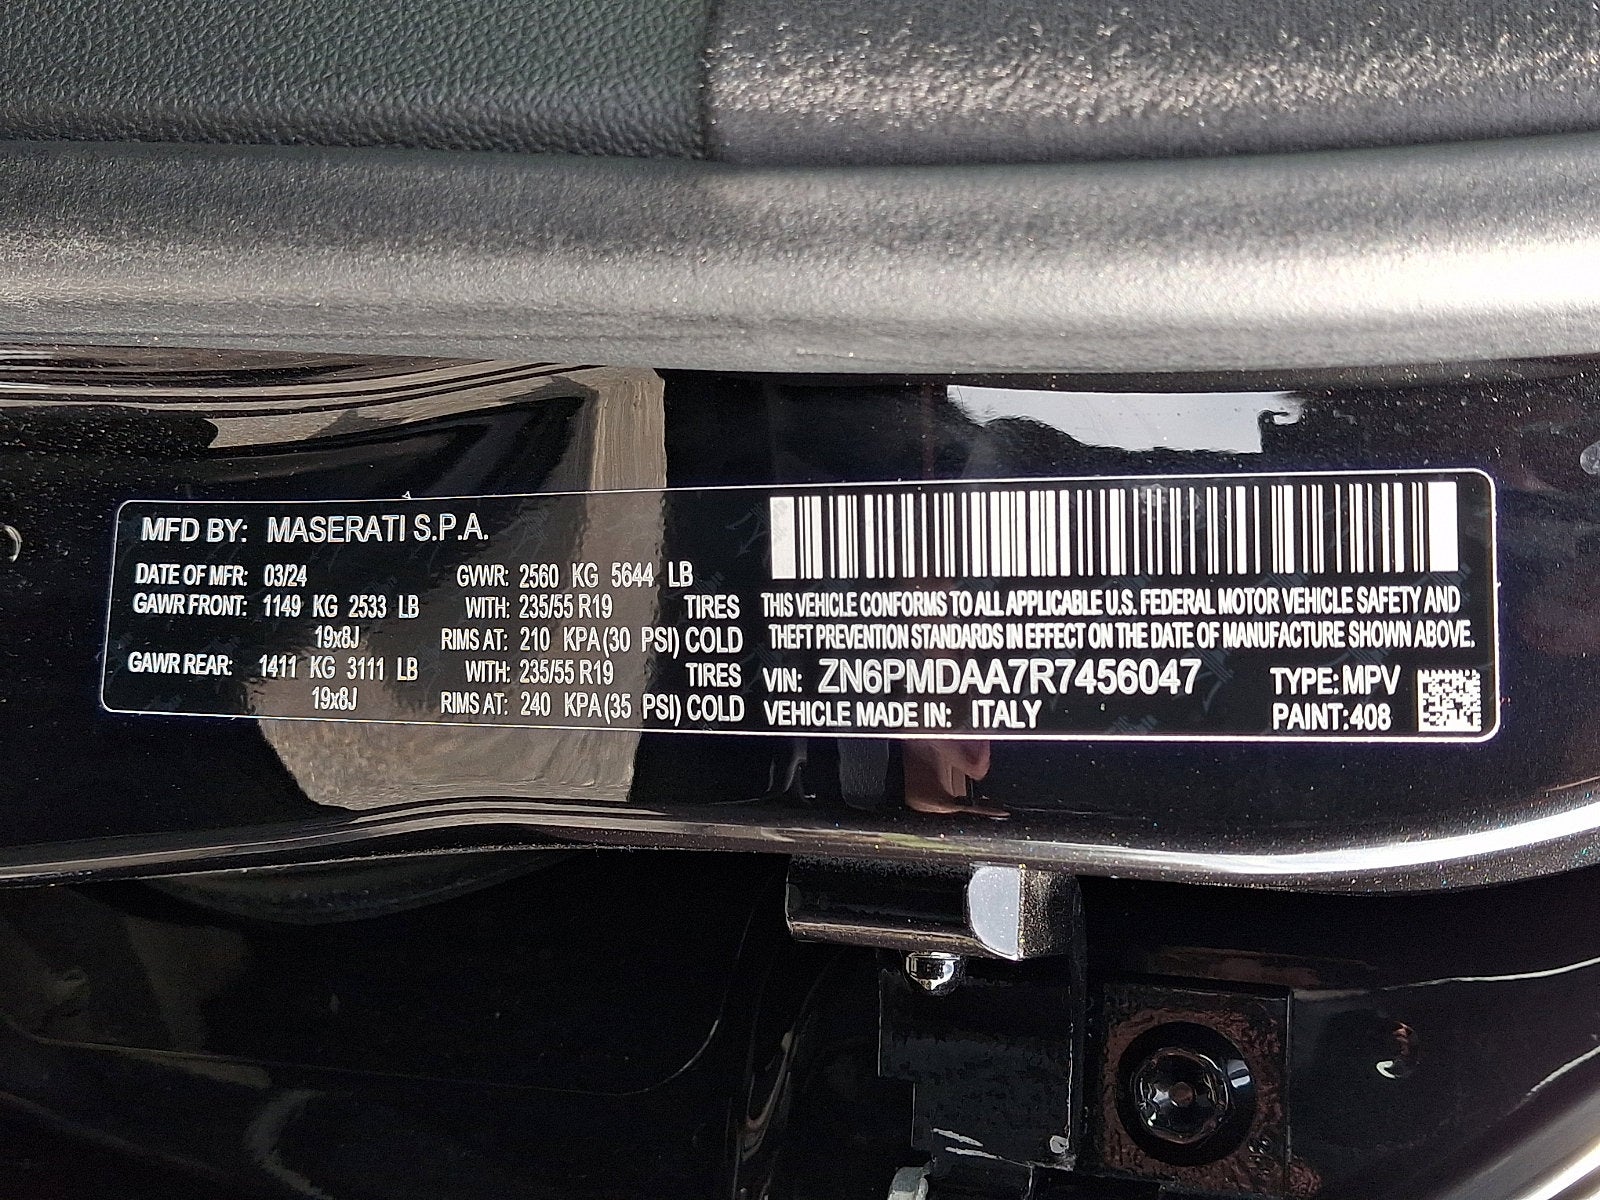 MFD BY: MASERATI S.P.A.
DATE OF MFR: 03/24 GVWR: 2560 KG 5644 LB
GAWR FRONT: 1149 KG 2533 LB WITH: 235/55 R19 TIRES
19x8J RIMS AT: 210 KPA (30 PSI) COLD
GAWR REAR: 1411 KG 3111 LB WITH: 235/55 R19 TIRES
19x8J RIMS AT: 240 KPA (35 PSI) COLD
THIS VEHICLE CONFORMS TO ALL APPLICABLE U.S. FEDERAL MOTOR VEHICLE SAFETY AND
THEFT PREVENTION STANDARDS IN EFFECT ON THE DATE OF MANUFACTURE SHOWN ABOVE.
VIN: ZN6PMDAA7R7456047 TYPE: MPV
VEHICLE MADE IN: ITALY PAINT: 408